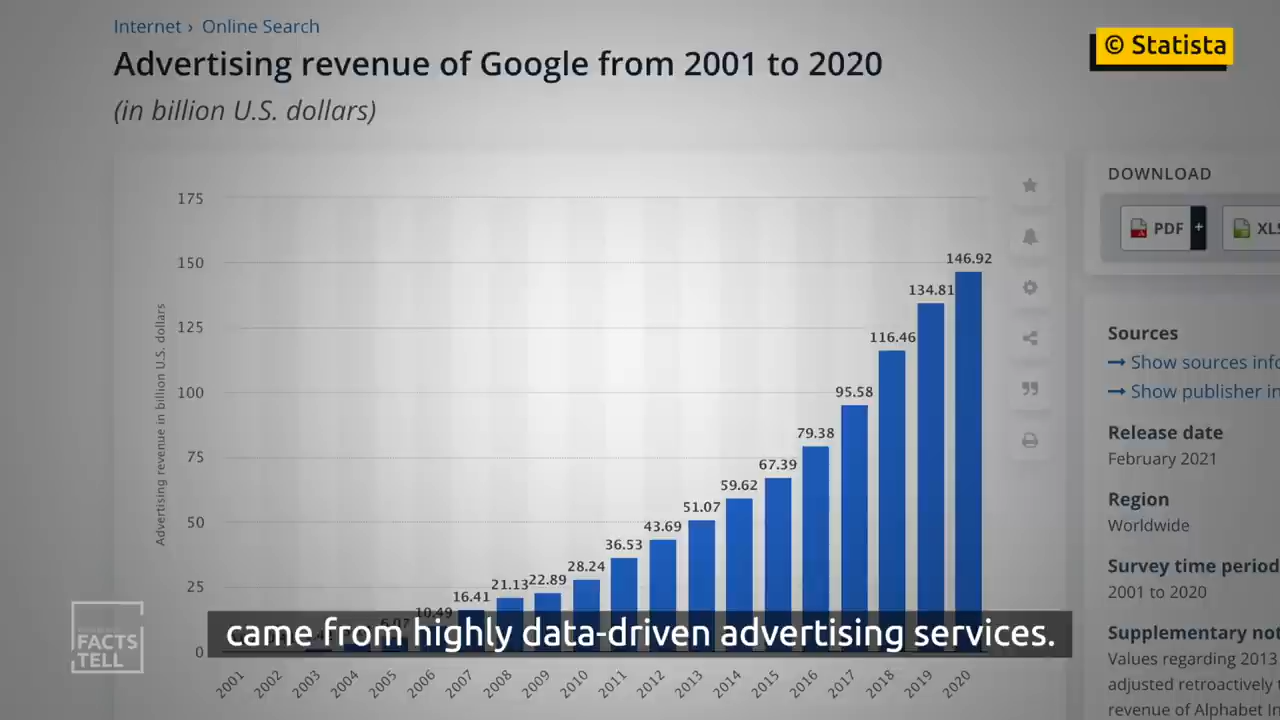 Internet › Online Search
© Statista
Advertising revenue of Google from 2001 to 2020
(in billion U.S. dollars)
DOWNLOAD
PDF +
XLS
175
150
125
100
75
50
25
0
Advertising revenue in billion U.S. dollars
6.07
10.49
16.41
21.13
22.89
28.24
36.53
43.69
51.07
59.62
67.39
79.38
95.58
116.46
134.81
146.92
2001 2002 2003 2004 2005 2006 2007 2008 2009 2010 2011 2012 2013 2014 2015 2016 2017 2018 2019 2020
Sources
→ Show sources info
→ Show publisher in
Release date
February 2021
Region
Worldwide
Survey time period
2001 to 2020
Supplementary not
Values regarding 2013
adjusted retroactively
revenue of Alphabet In
FACTS
TELL
came from highly data-driven advertising services.